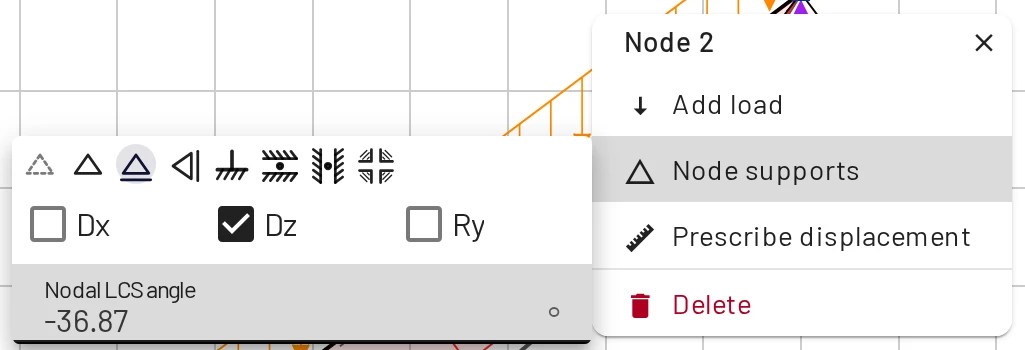 Node 2
Add load
Node supports
Prescribe displacement
Delete
Dx
Dz
Ry
Nodal LCS angle
-36.87 °